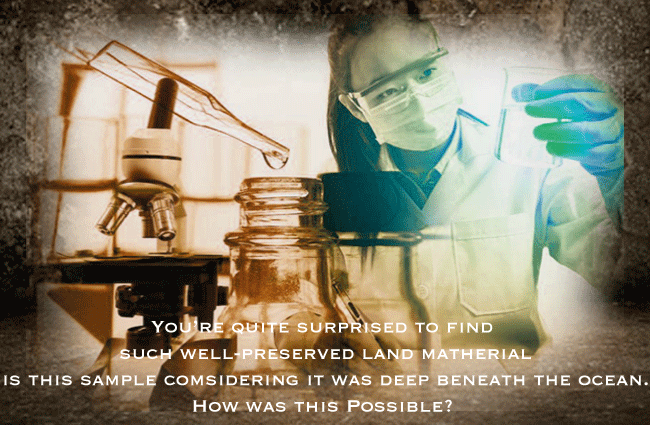 You're quite surprised to find
such well-preserved land matherial
is this sample comsidering it was deep beneath the ocean.
How was this Possible?